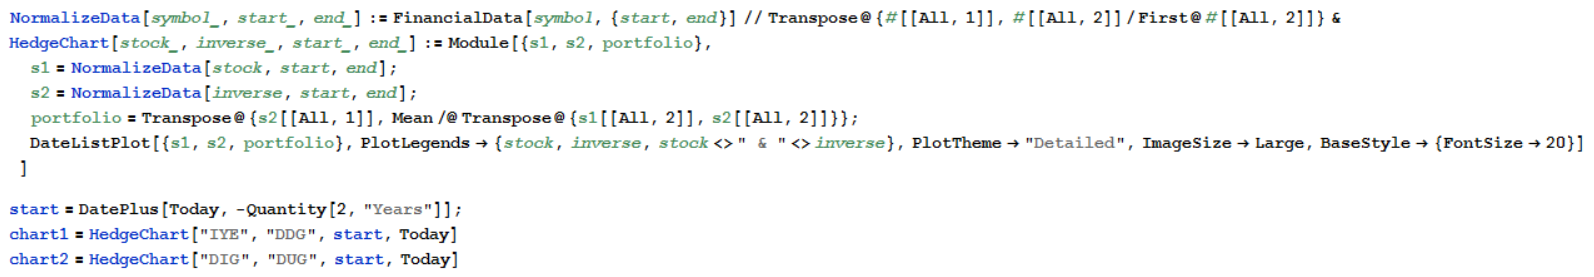 NormalizeData[symbol_, start_, end_] := FinancialData[symbol, {start, end}] // Transpose@{#[[All, 1]], #[[All, 2]] / First@#[[All, 2]]} &
HedgeChart[stock_, inverse_, start_, end_] := Module[{s1, s2, portfolio},
s1 = NormalizeData[stock, start, end];
s2 = NormalizeData[inverse, start, end];
portfolio = Transpose@{s2[[All, 1]], Mean /@ Transpose@{s1[[All, 2]], s2[[All, 2]]}};
DateListPlot[{s1, s2, portfolio}, PlotLegends → {stock, inverse, stock <> " & " <> inverse}, PlotTheme → "Detailed", ImageSize → Large, BaseStyle → {FontSize → 20}]
]
start = DatePlus[Today, -Quantity[2, "Years"]];
chart1 = HedgeChart["IYE", "DDG", start, Today]
chart2 = HedgeChart["DIG", "DUG", start, Today]